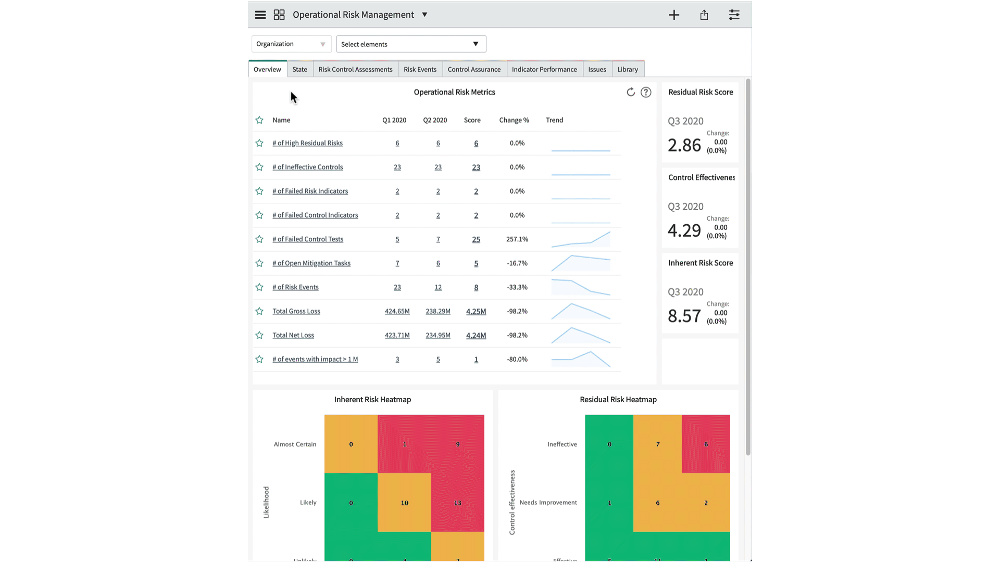 Operational Risk Management ▼
Organization ▼ Select elements ▼
Overview State Risk Control Assessments Risk Events Control Assurance Indicator Performance Issues Library
Operational Risk Metrics
Name Q1 2020 Q2 2020 Score Change % Trend
# of High Residual Risks 6 6 6 0.0%
# of Ineffective Controls 23 23 23 0.0%
# of Failed Risk Indicators 2 2 2 0.0%
# of Failed Control Indicators 2 2 2 0.0%
# of Failed Control Tests 5 7 25 257.1%
# of Open Mitigation Tasks 7 6 5 -16.7%
# of Risk Events 23 12 8 -33.3%
Total Gross Loss 424.65M 238.29M 4.25M -98.2%
Total Net Loss 423.71M 234.95M 4.24M -98.2%
# of events with impact > 1 M 3 5 1 -80.0%
Residual Risk Score
Q3 2020
Change:
2.86 0.00
(0.0%)
Control Effectivenes
Q3 2020
Change:
4.29 0.00
(0.0%)
Inherent Risk Score
Q3 2020
Change:
8.57 0.00
(0.0%)
Inherent Risk Heatmap
Likelihood
Almost Certain 0 1 9
Likely 0 10 13
Residual Risk Heatmap
Control effectiveness
Ineffective 0 7 6
Needs Improvement 1 6 2